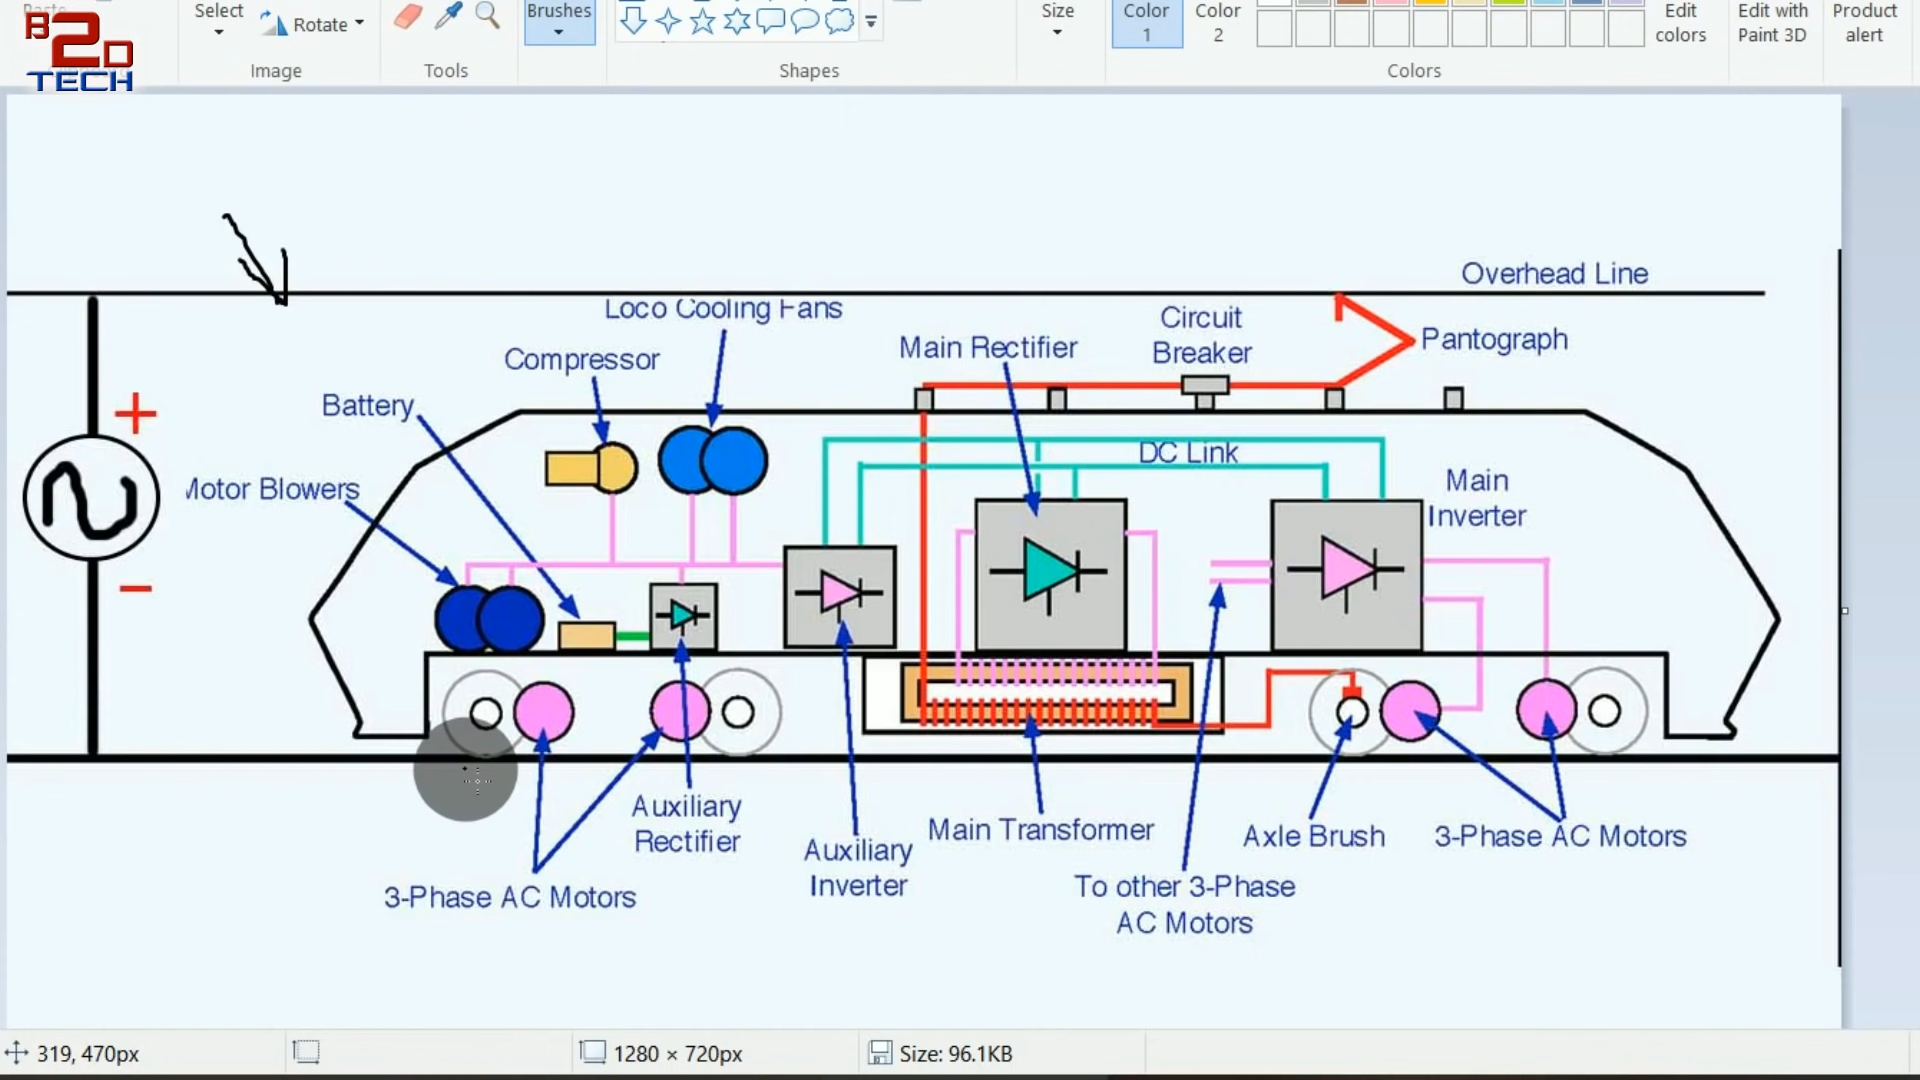 B2D
TECH
Paste
Select
Rotate
Image
Tools
Brushes
Shapes
Size
Color
1
Color
2
Edit
colors
Colors
Edit with
Paint 3D
Product
alert
Overhead Line
Loco Cooling Fans
Circuit
Breaker
Pantograph
Main Rectifier
Compressor
Battery
+
DC Link
Main
Inverter
Motor Blowers
−
Auxiliary
Rectifier
Auxiliary
Inverter
Main Transformer
Axle Brush
3-Phase AC Motors
3-Phase AC Motors
To other 3-Phase
AC Motors
319, 470px
1280 × 720px
Size: 96.1KB